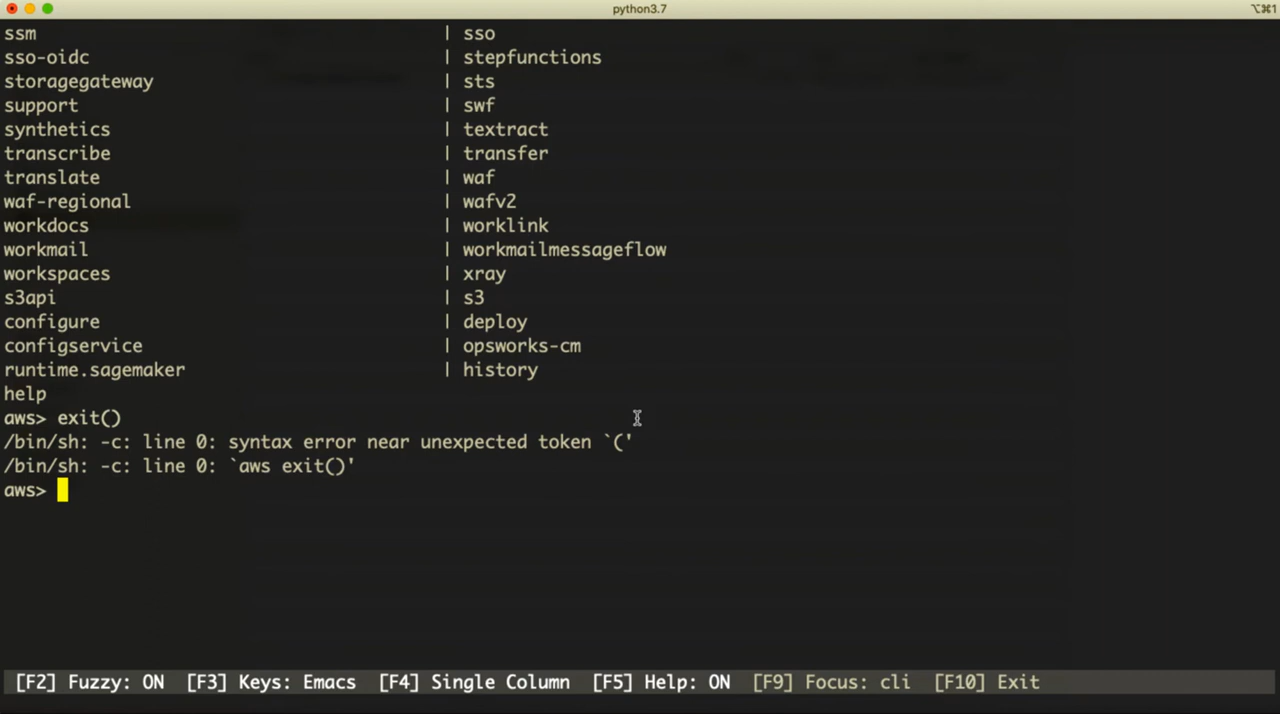 python3.7 ⌥⌘1
ssm | sso
sso-oidc | stepfunctions
storagegateway | sts
support | swf
synthetics | textract
transcribe | transfer
translate | waf
waf-regional | wafv2
workdocs | worklink
workmail | workmailmessageflow
workspaces | xray
s3api | s3
configure | deploy
configservice | opsworks-cm
runtime.sagemaker | history
help
aws> exit()
/bin/sh: -c: line 0: syntax error near unexpected token `('
/bin/sh: -c: line 0: `aws exit()'
aws>
[F2] Fuzzy: ON [F3] Keys: Emacs [F4] Single Column [F5] Help: ON [F9] Focus: cli [F10] Exit